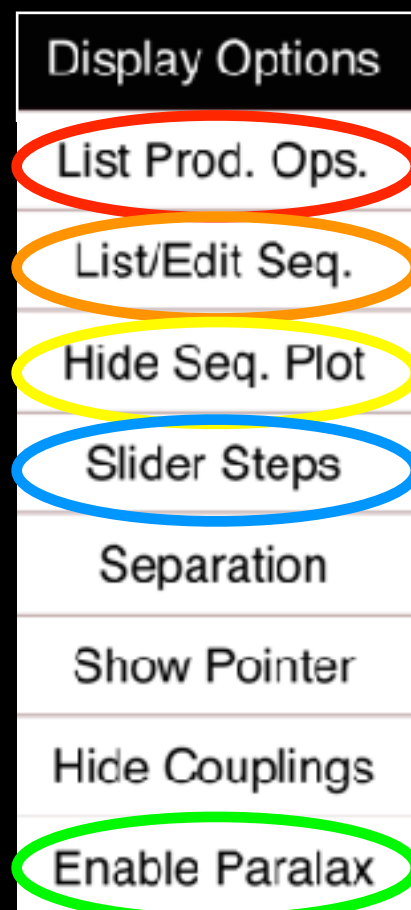 Display Options
List Prod. Ops.
List/Edit Seq.
Hide Seq. Plot
Slider Steps
Separation
Show Pointer
Hide Couplings
Enable Paralax